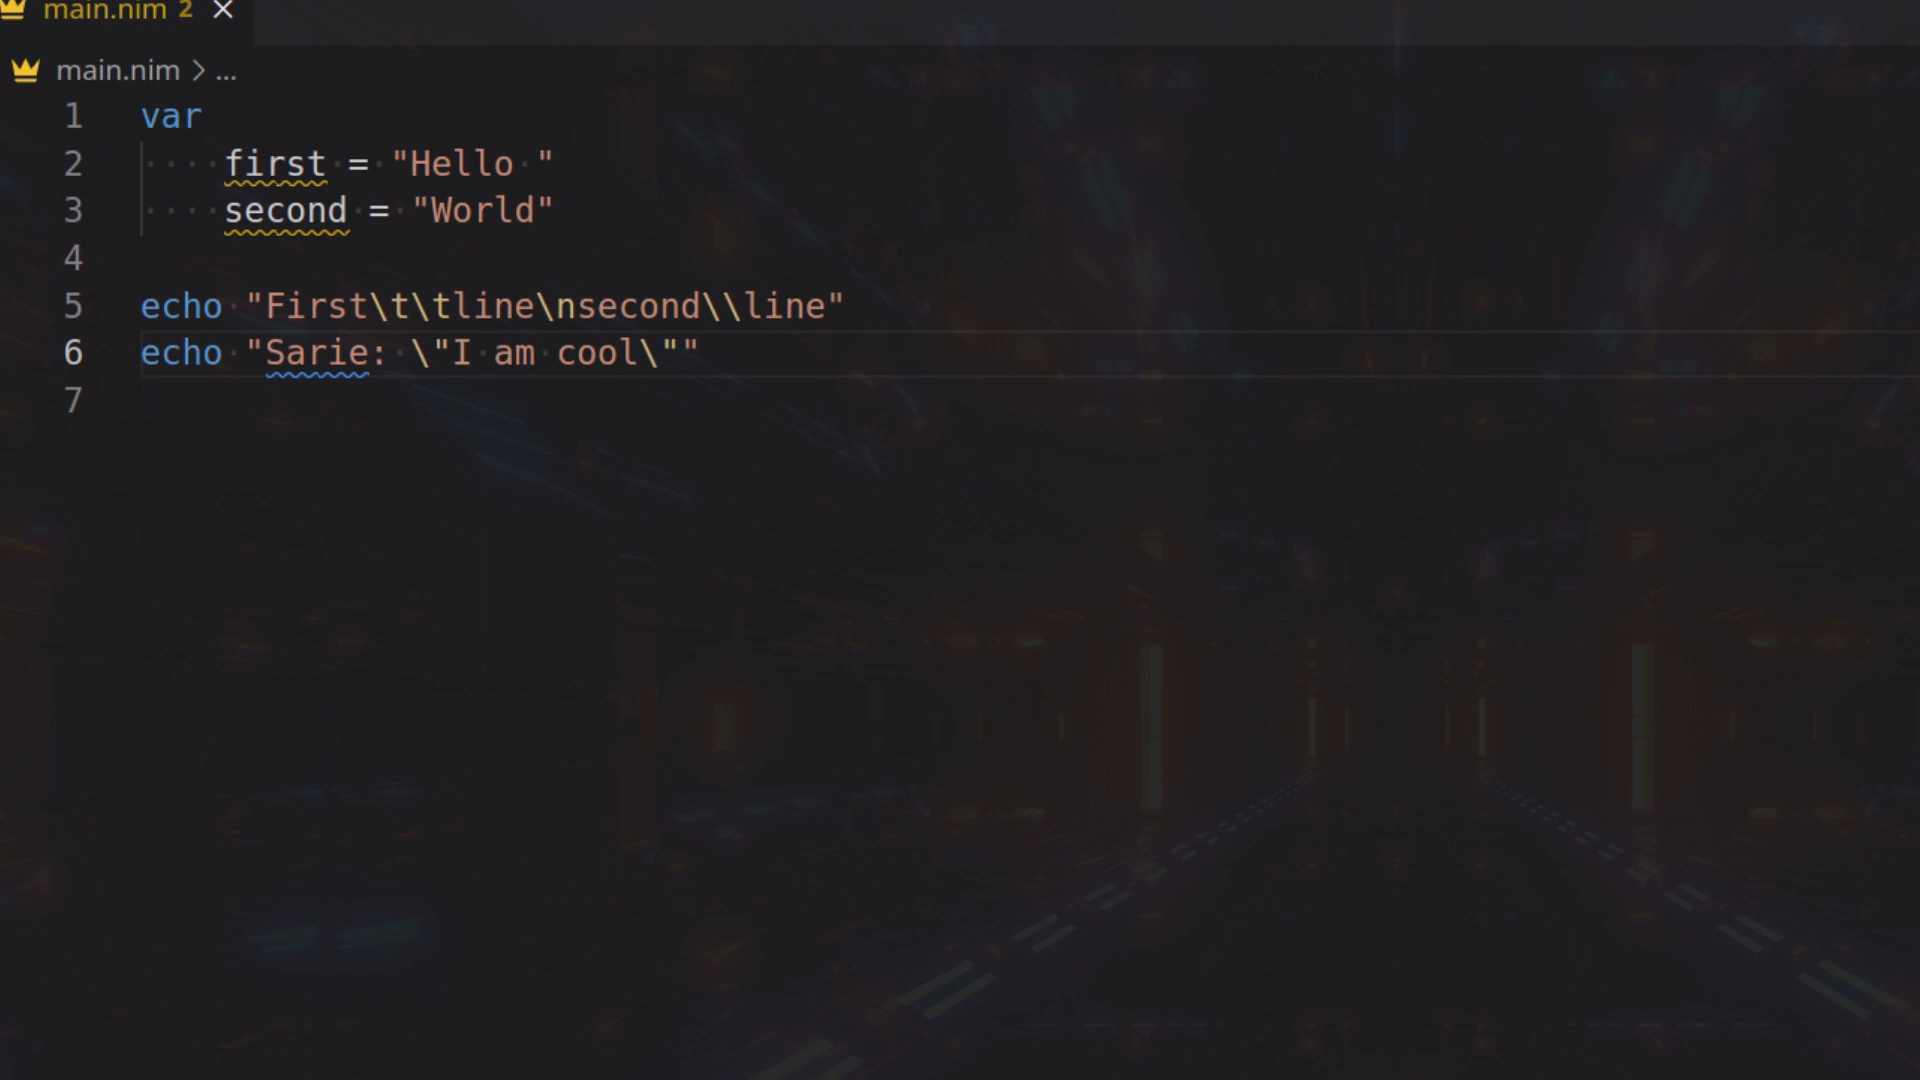 main.nim 2 ×
main.nim > ...
1 var
2     first = "Hello "
3     second = "World"
4
5 echo "First\t\tline\nsecond\\line"
6 echo "Sarie: \"I am cool\""
7